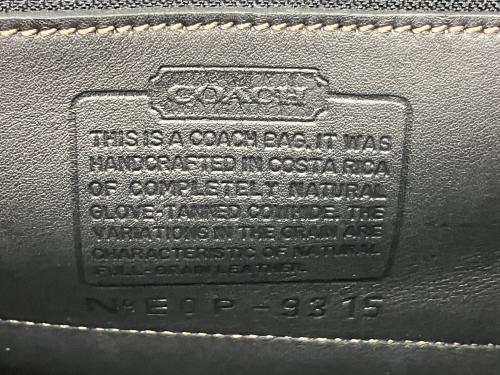 COACH
THIS IS A COACH BAG. IT WAS
HANDCRAFTED IN COSTA RICA
OF COMPLETELY NATURAL
GLOVE-TANNED COWHIDE. THE
VARIATIONS IN THE GRAIN ARE
CHARACTERISTIC OF NATURAL
FULL-GRAIN LEATHER.
No E0P-9315